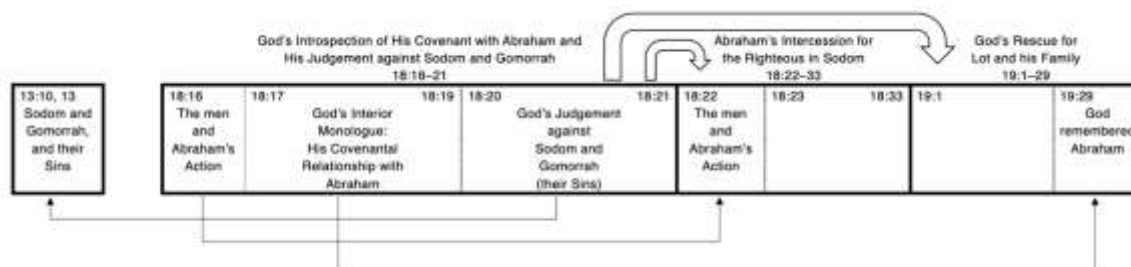 God's Introspection of His Covenant with Abraham and
His Judgement against Sodom and Gomorrah
18:16–21
Abraham's Intercession for
the Righteous in Sodom
18:22–33
God's Rescue for
Lot and his Family
19:1–29
13:10, 13
Sodom and
Gomorrah,
and their
Sins
18:16
The men
and
Abraham's
Action
18:17 18:19
God's Interior
Monologue:
His Covenantal
Relationship with
Abraham
18:20 18:21
God's Judgement
against
Sodom and
Gomorrah
(their Sins)
18:22
The men
and
Abraham's
Action
18:23 18:33
19:1
19:29
God
remembered
Abraham